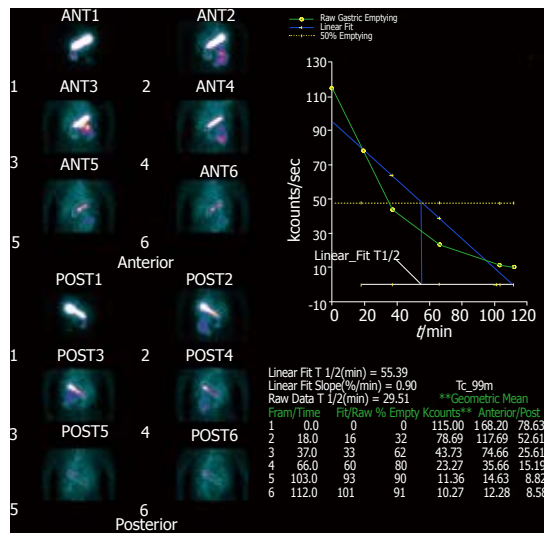 ANT1 ANT2
1 2
ANT3 ANT4
3 4
ANT5 ANT6
5 6
Anterior
POST1 POST2
1 2
POST3 POST4
3 4
POST5 POST6
5 6
Posterior
Raw Gastric Emptying
Linear Fit
50% Emptying
130
110
90
70
50
30
10
-10
kcounts/sec
Linear_Fit T1/2
0 20 40 60 80 100 120
t/min
Linear Fit T 1/2(min) = 55.39
Linear Fit Slope(%/min) = 0.90 Tc_99m
Raw Data T 1/2(min) = 29.51 **Geometric Mean
Fram/Time Fit/Raw % Empty Kcounts** Anterior/Post
1 0.0 0 0 115.00 168.20 78.63
2 18.0 16 32 78.69 117.69 52.61
3 37.0 33 62 43.73 74.66 25.61
4 66.0 60 80 23.27 35.66 15.19
5 103.0 93 90 11.36 14.63 8.82
6 112.0 101 91 10.27 12.28 8.58